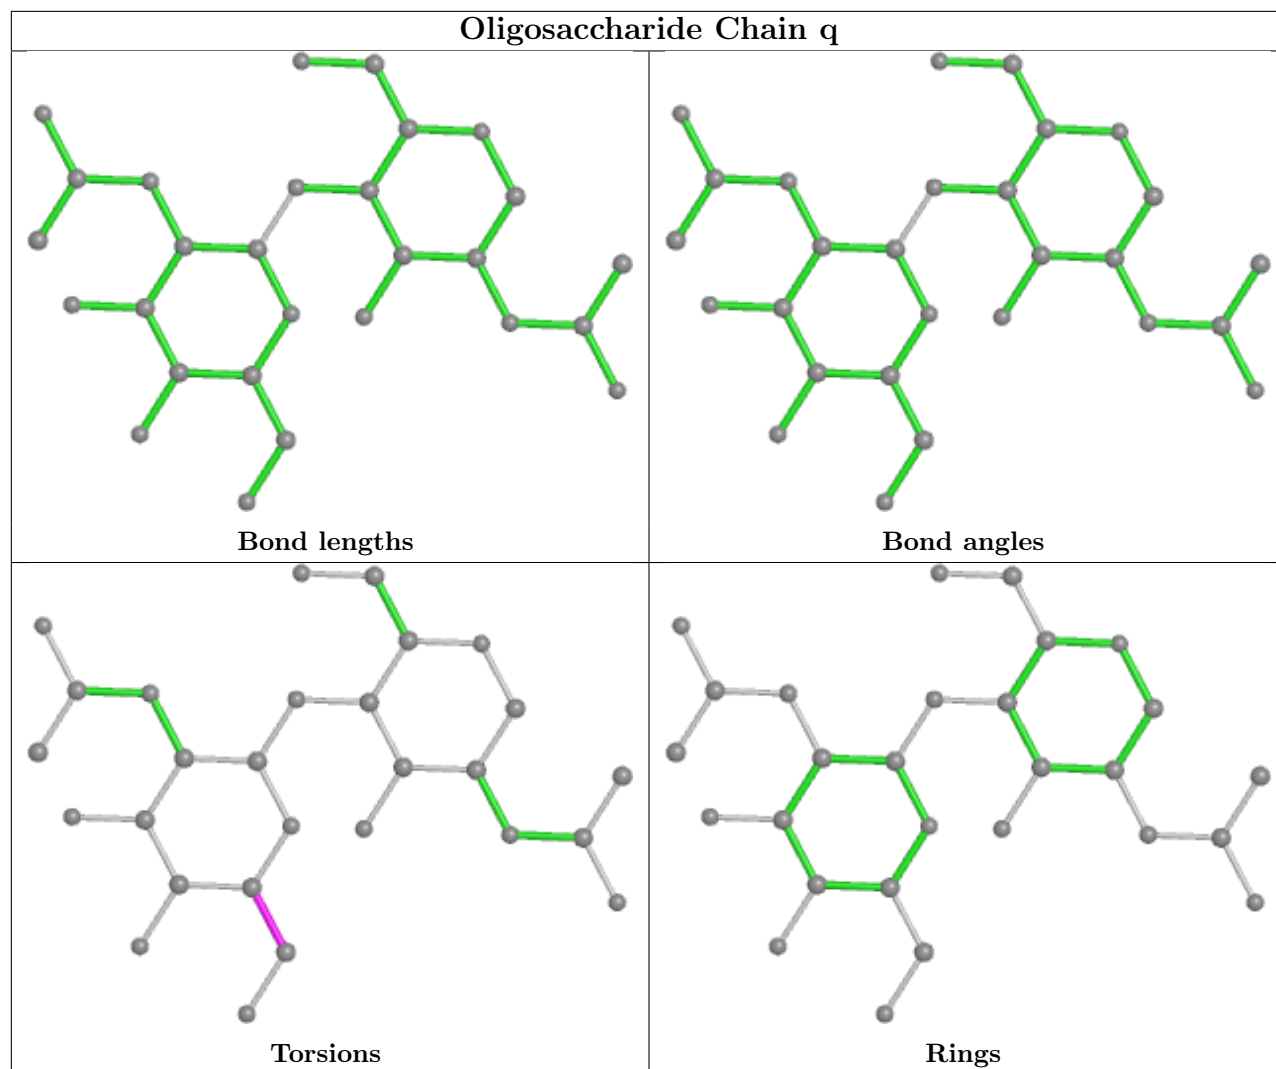 Oligosaccharide Chain q
Bond lengths
Bond angles
Torsions
Rings